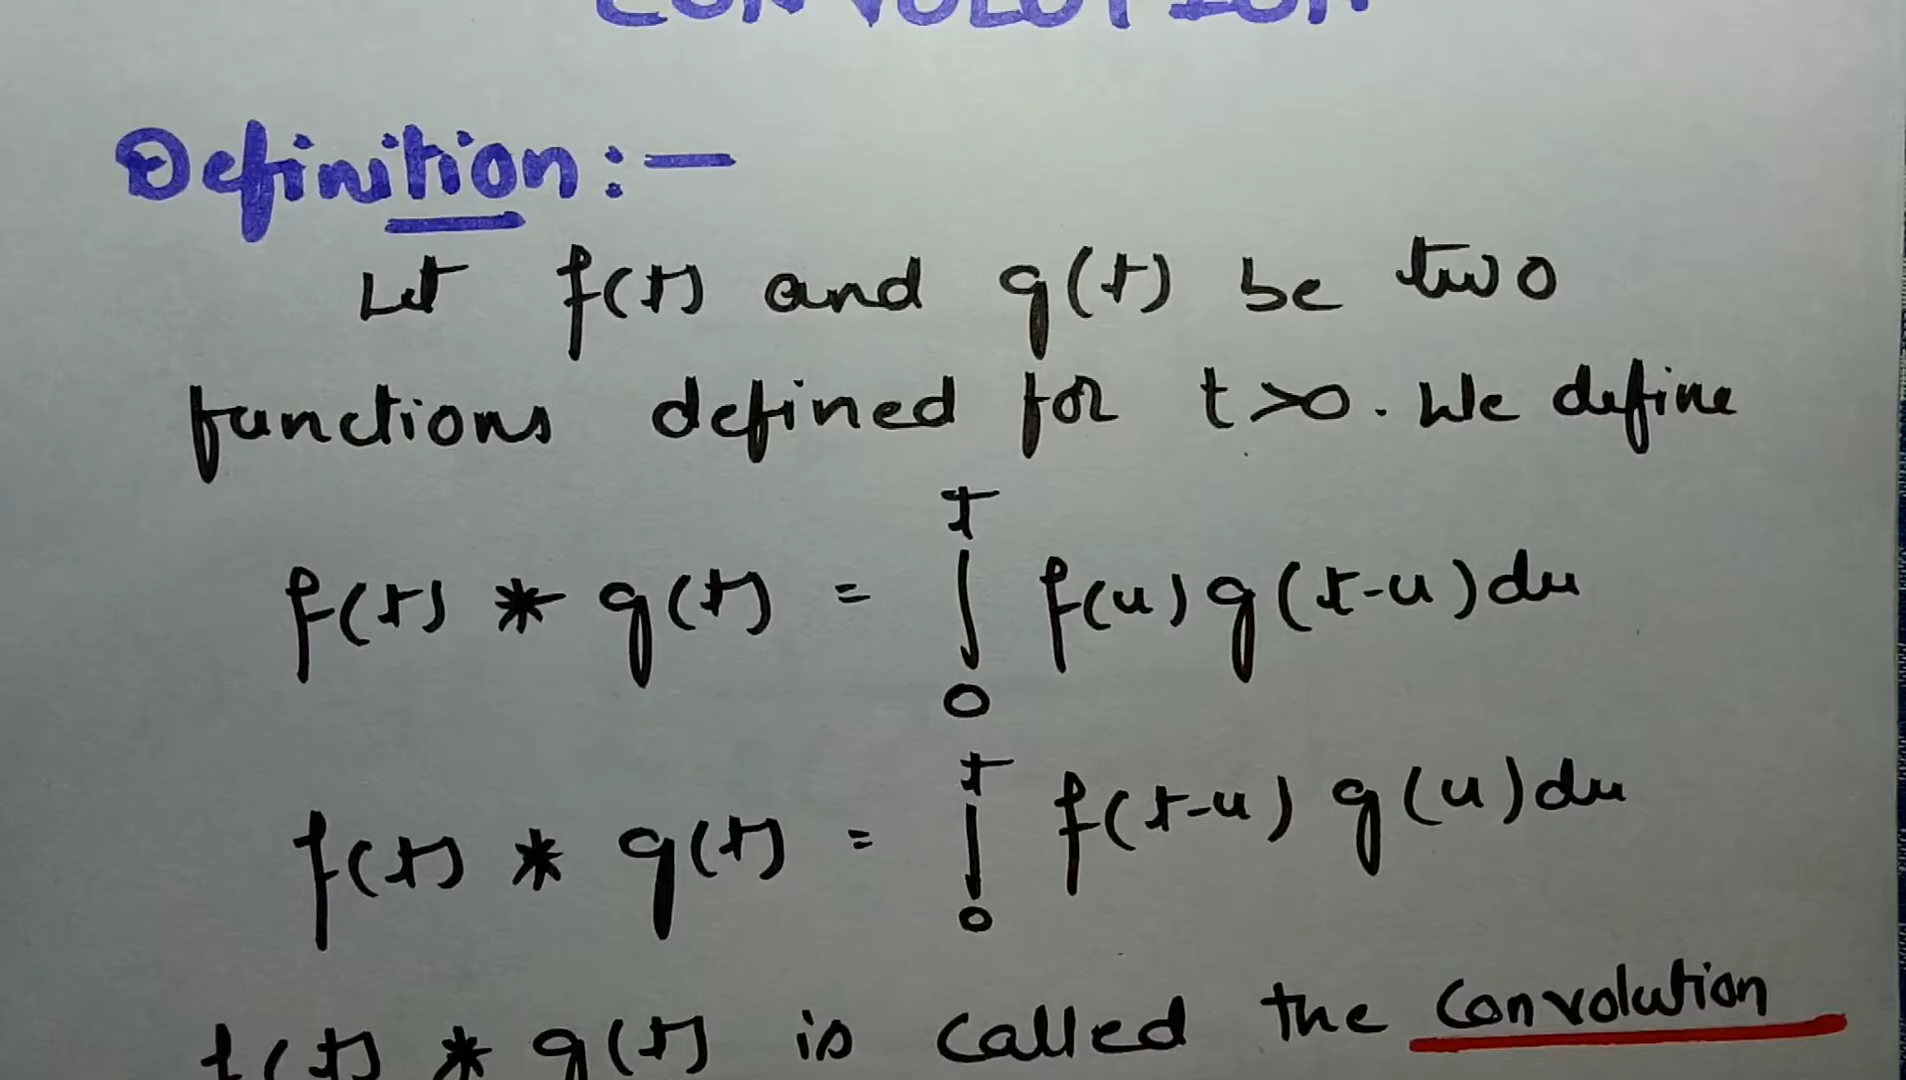 CONVOLUTION
Definition:-
Let f(t) and g(t) be two
functions defined for t>0. We define
f(t) * g(t) = ∫₀ᵗ f(u) g(t-u) du
f(t) * g(t) = ∫₀ᵗ f(t-u) g(u) du
f(t) * g(t) is called the Convolution